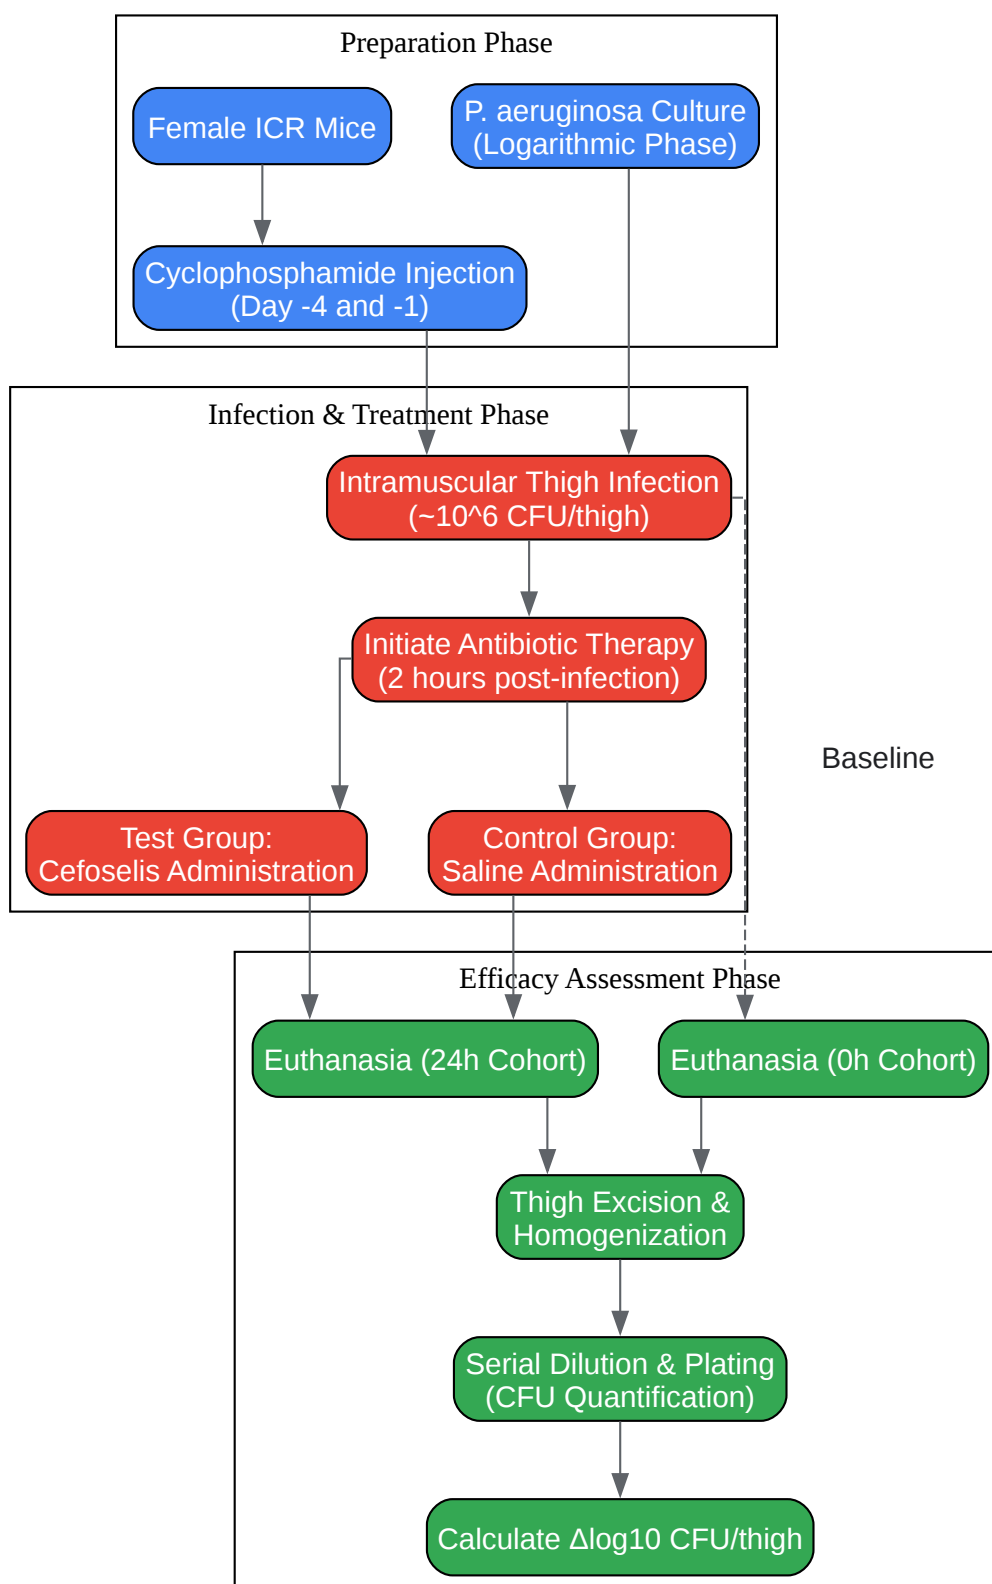 Preparation Phase
Female ICR Mice
P. aeruginosa Culture
(Logarithmic Phase)
Cyclophosphamide Injection
(Day -4 and -1)
Infection & Treatment Phase
Intramuscular Thigh Infection
(~10^6 CFU/thigh)
Initiate Antibiotic Therapy
(2 hours post-infection)
Baseline
Test Group:
Cefoselis Administration
Control Group:
Saline Administration
Efficacy Assessment Phase
Euthanasia (24h Cohort)
Euthanasia (0h Cohort)
Thigh Excision &
Homogenization
Serial Dilution & Plating
(CFU Quantification)
Calculate Δlog10 CFU/thigh